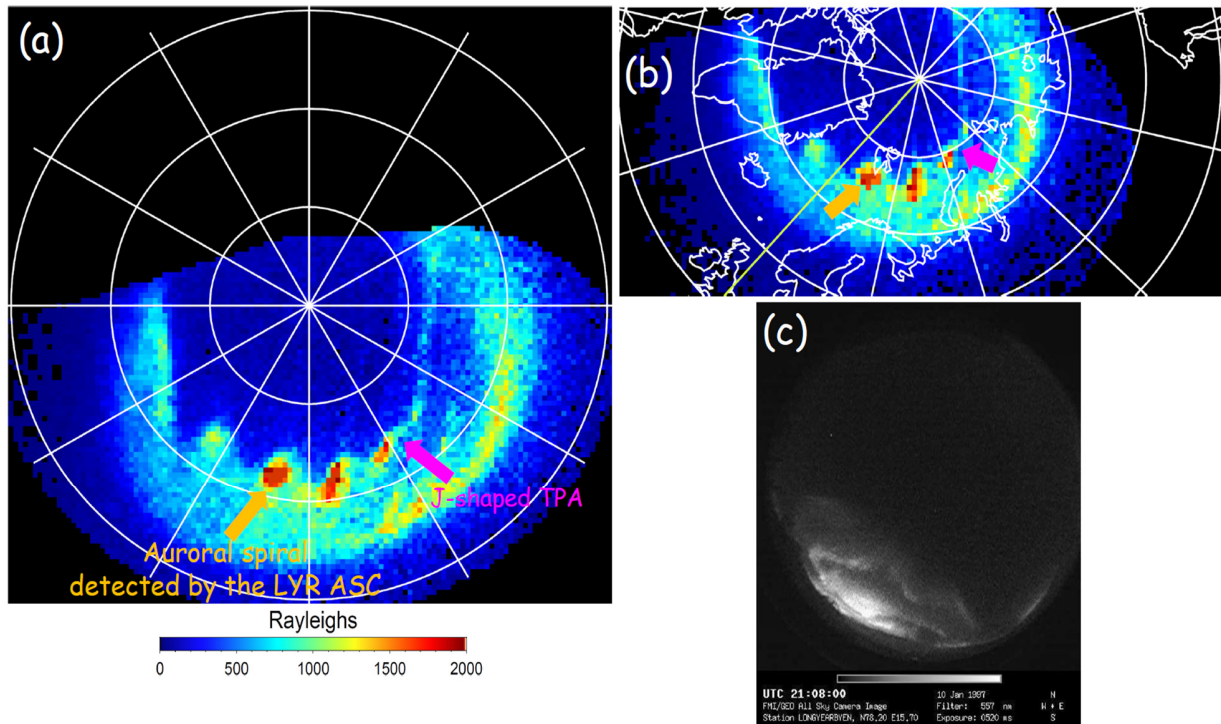 (a)
J-shaped TPA
Auroral spiral
detected by the LYR ASC
Rayleighs
0 500 1000 1500 2000
(b)
(c)
UTC 21:08:00 10 Jan 1997 N
FMI/GEO All Sky Camera Image Filter: 557 nm W + E
Station LONGYEARBYEN, N78.20 E15.70 Exposure: 0520 ms S